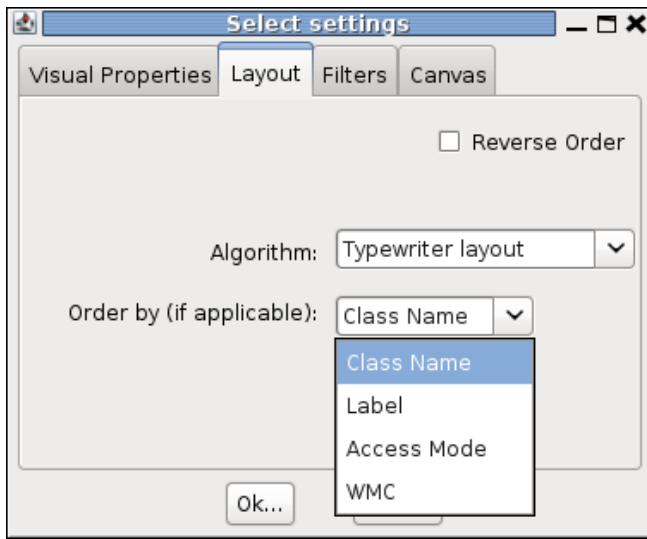 Select settings
Visual Properties Layout Filters Canvas
Reverse Order
Algorithm: Typewriter layout
Order by (if applicable): Class Name
Class Name
Label
Access Mode
WMC
Ok...